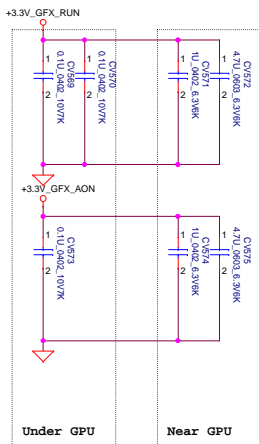 +3.3V_GFX_RUN
1
2
CV569
0.1U_0402_10V7K
1
2
CV570
0.1U_0402_10V7K
1
2
CV571
1U_0402_6.3V6K
1
2
CV572
4.7U_0603_6.3V6K
+3.3V_GFX_AON
1
2
CV573
0.1U_0402_10V7K
1
2
CV574
1U_0402_6.3V6K
1
2
CV575
4.7U_0603_6.3V6K
Under GPU
Near GPU